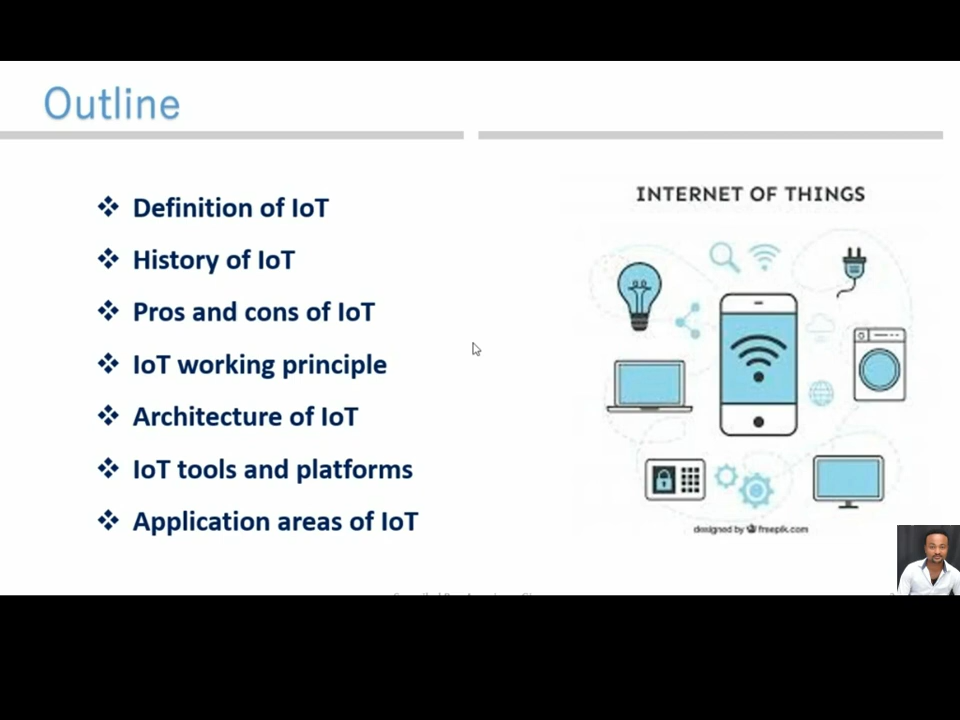 Outline
Definition of IoT
History of IoT
Pros and cons of IoT
IoT working principle
Architecture of IoT
IoT tools and platforms
Application areas of IoT
INTERNET OF THINGS
designed by freepik.com